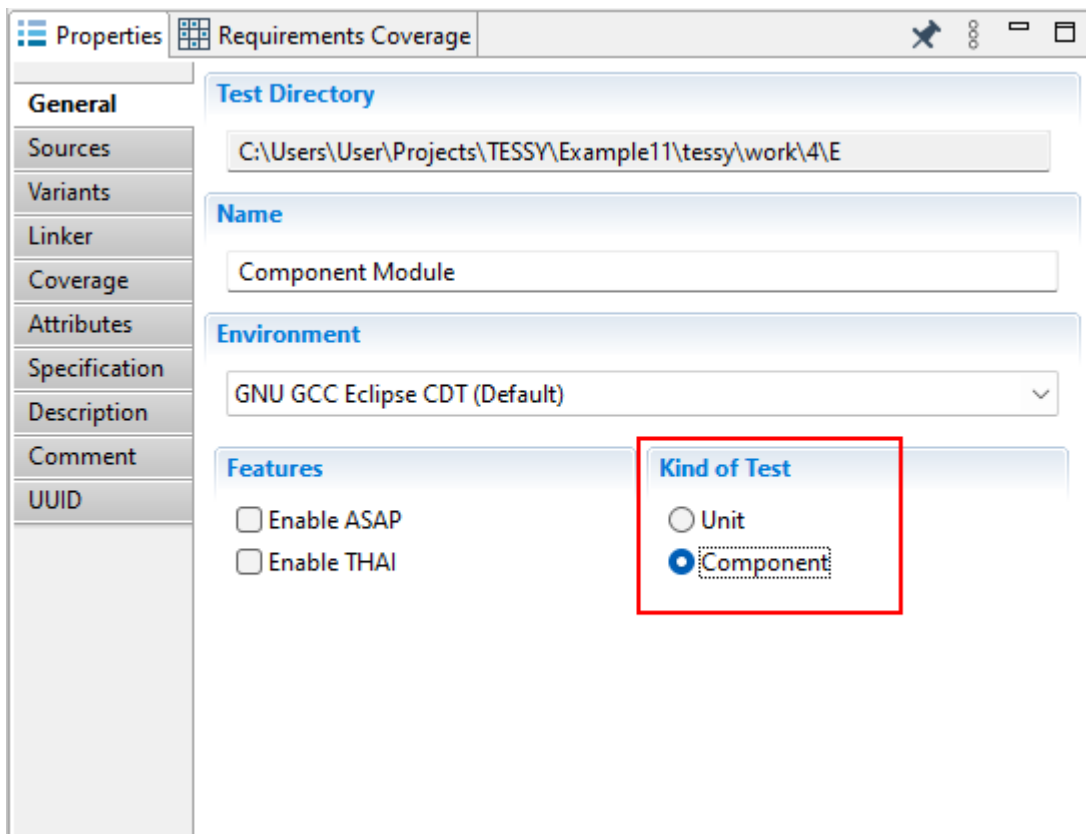 Properties Requirements Coverage
General
Sources
Variants
Linker
Coverage
Attributes
Specification
Description
Comment
UUID
Test Directory
C:\Users\User\Projects\TESSY\Example11\tessy\work\4\E
Name
Component Module
Environment
GNU GCC Eclipse CDT (Default)
Features
Enable ASAP
Enable THAI
Kind of Test
Unit
Component